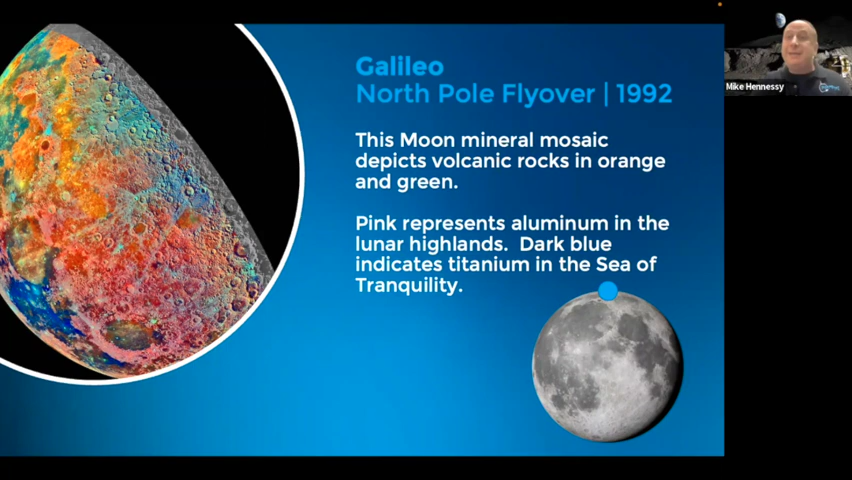 Galileo
North Pole Flyover | 1992
This Moon mineral mosaic
depicts volcanic rocks in orange
and green.
Pink represents aluminum in the
lunar highlands. Dark blue
indicates titanium in the Sea of
Tranquility.
Mike Hennessy